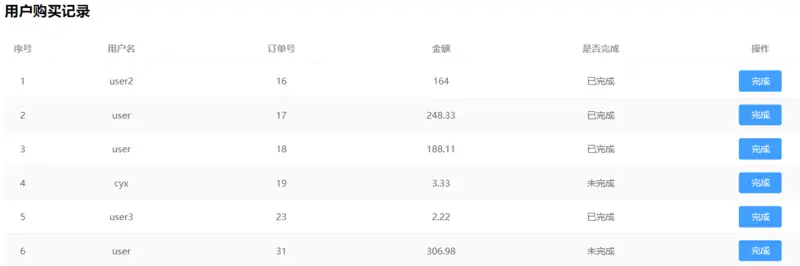 用户购买记录
序号 用户名 订单号 金额 是否完成 操作
1 user2 16 164 已完成 完成
2 user 17 248.33 已完成 完成
3 user 18 188.11 已完成 完成
4 cyx 19 3.33 未完成 完成
5 user3 23 2.22 已完成 完成
6 user 31 306.98 未完成 完成